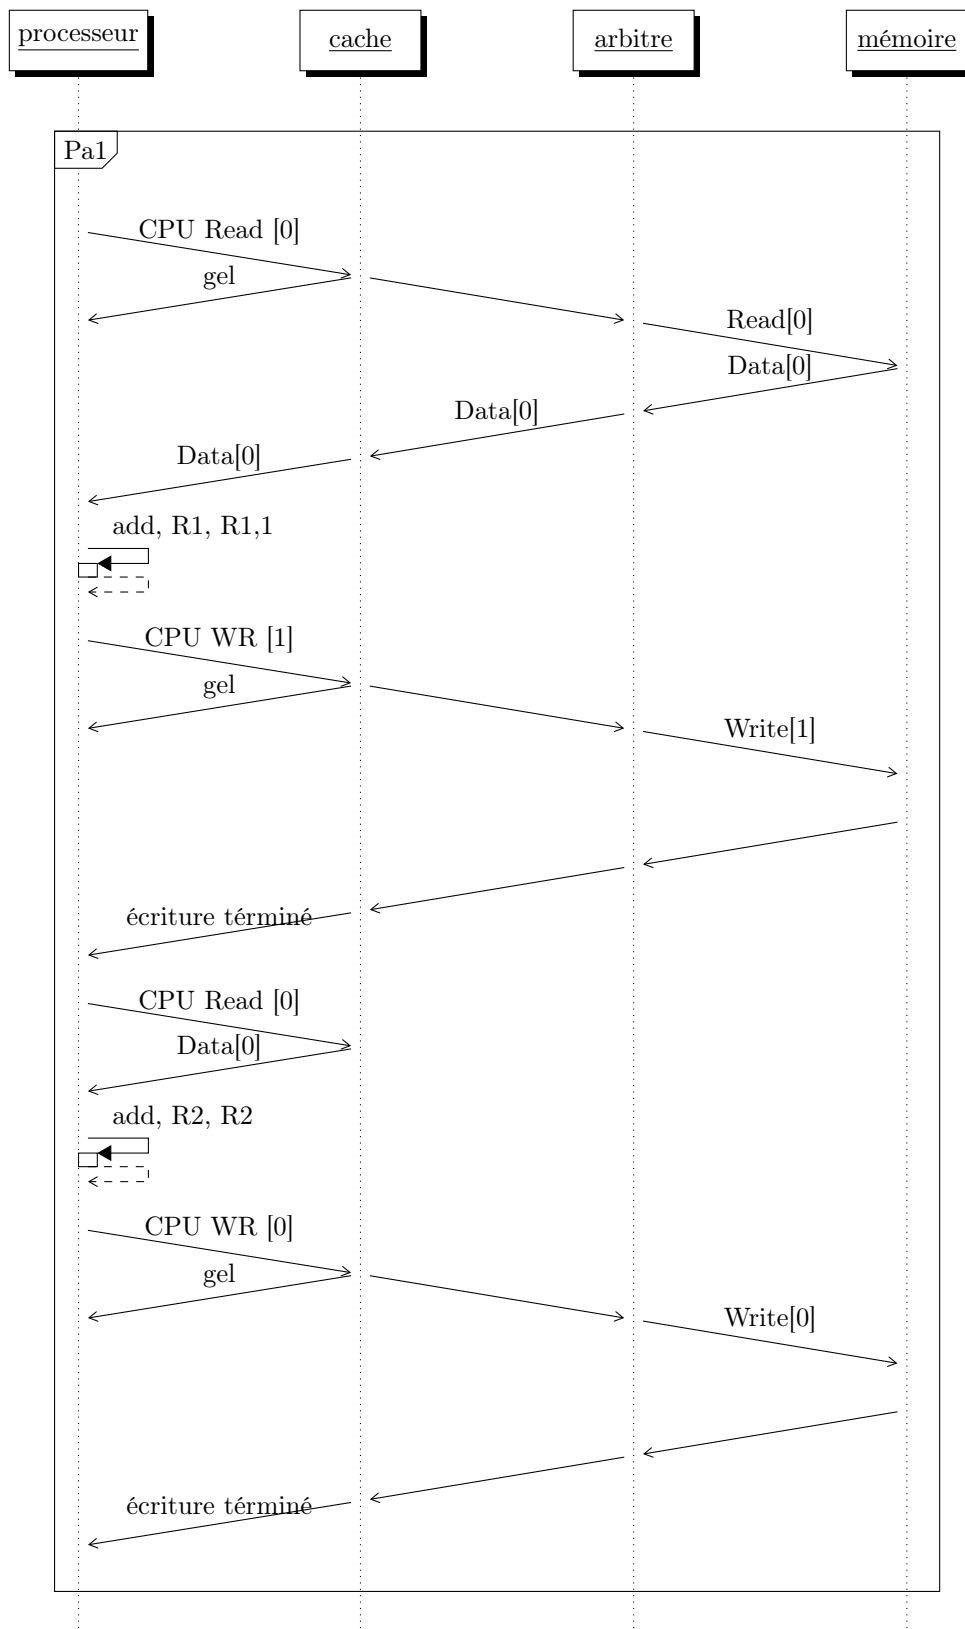 processeur
cache
arbitre
mémoire
Pa1
CPU Read [0]
gel
Read[0]
Data[0]
Data[0]
Data[0]
add, R1, R1,1
CPU WR [1]
gel
Write[1]
écriture términé
CPU Read [0]
Data[0]
add, R2, R2
CPU WR [0]
gel
Write[0]
écriture términé